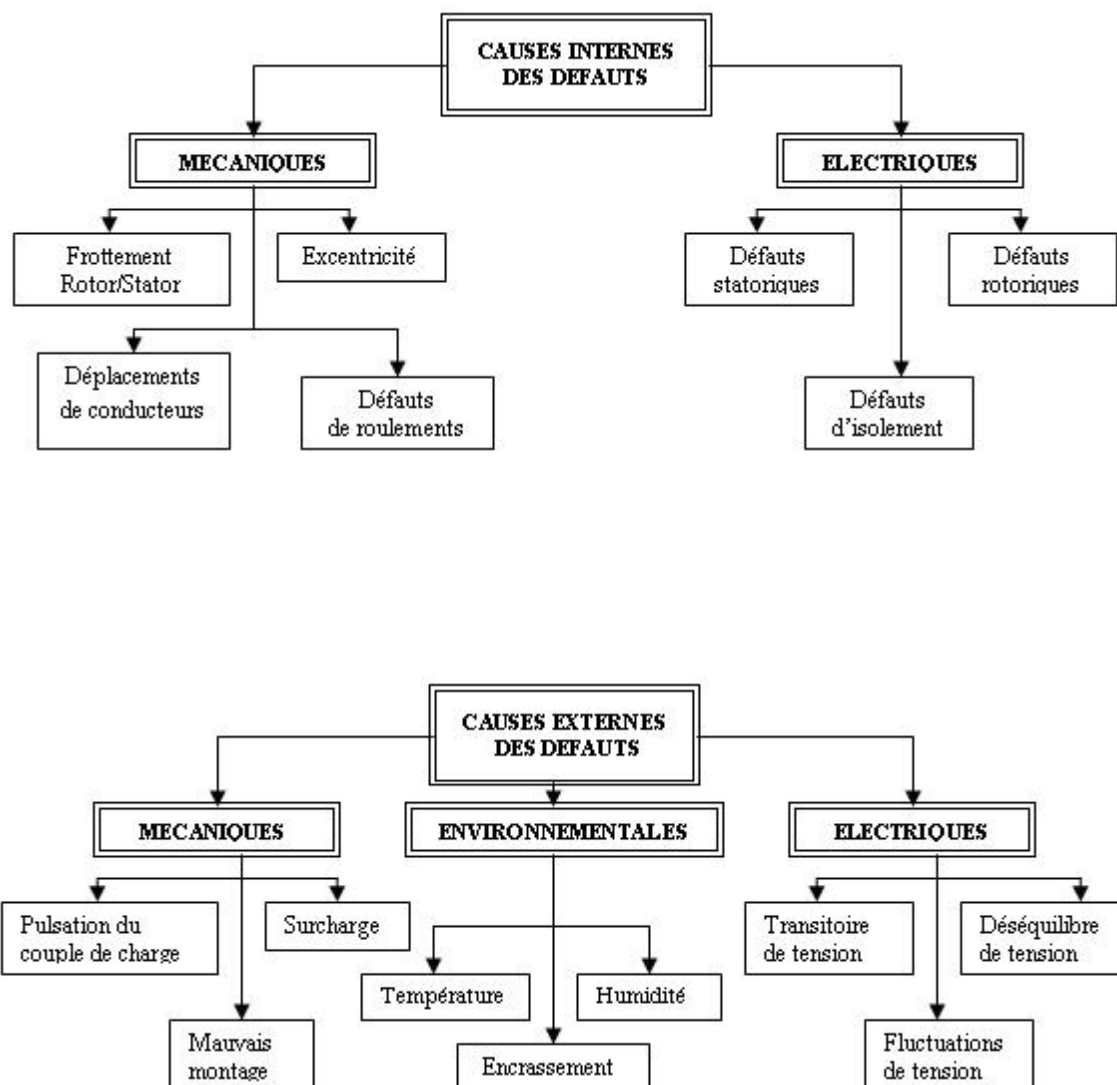 CAUSES INTERNES
DES DEFAUTS
MECANIQUES
ELECTRIQUES
Frottement
Rotor/Stator
Excentricité
Défauts
statoriques
Défauts
rotoriques
Déplacements
de conducteurs
Défauts
de roulements
Défauts
d'isolement
CAUSES EXTERNES
DES DEFAUTS
MECANIQUES
ENVIRONNEMENTALES
ELECTRIQUES
Pulsation du
couple de charge
Surcharge
Transitoire
de tension
Déséquilibre
de tension
Température
Humidité
Mauvais
montage
Encrassement
Fluctuations
de tension